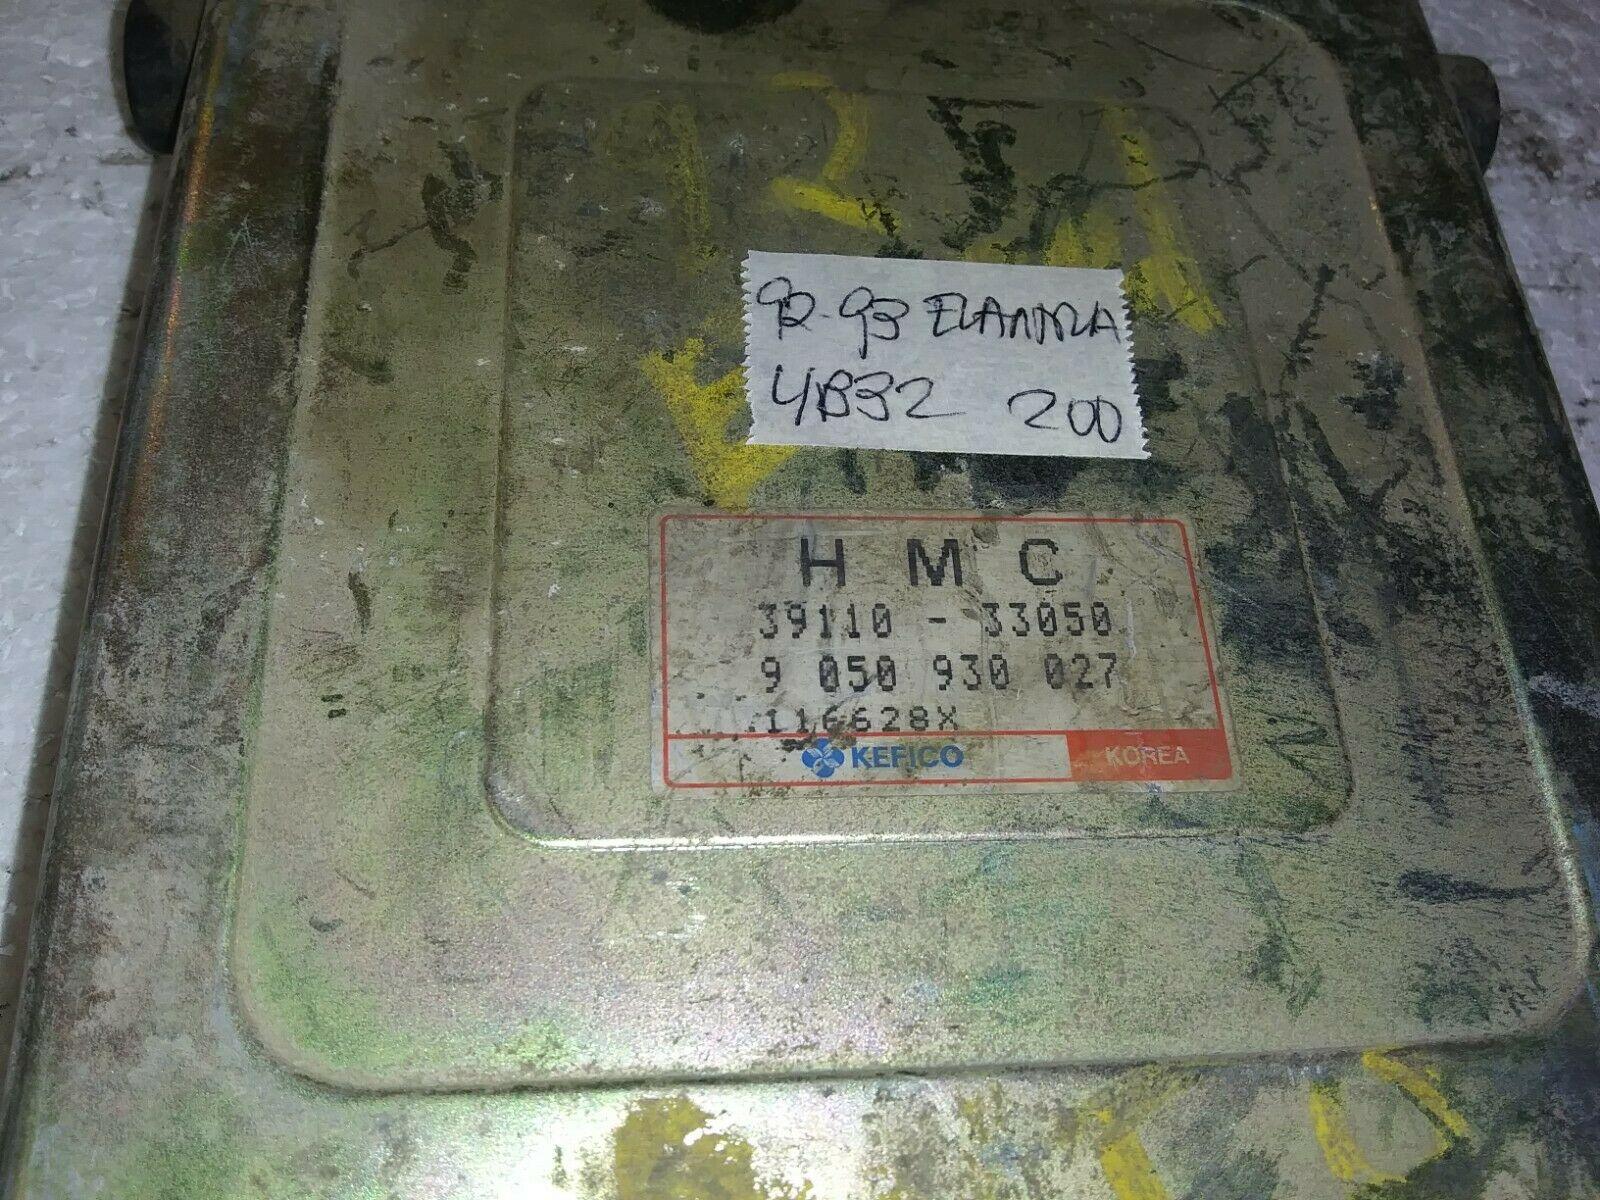 92-93 ELANTRA
4B32 200
H M C
39110 - 33050
9 050 930 027
116628X
KEFICO KOREA